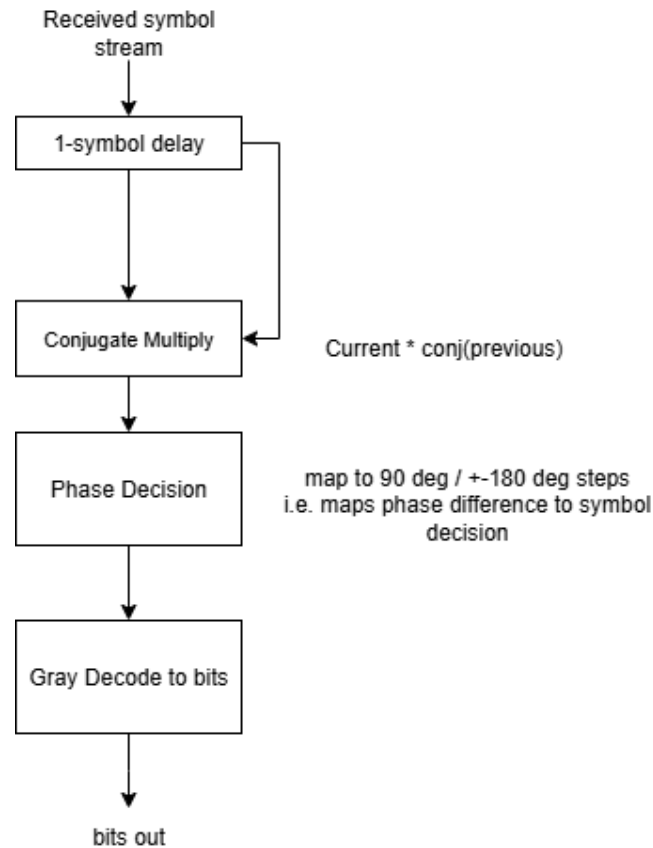 Received symbol
stream
1-symbol delay
Conjugate Multiply
Current * conj(previous)
Phase Decision
map to 90 deg / +-180 deg steps
i.e. maps phase difference to symbol
decision
Gray Decode to bits
bits out